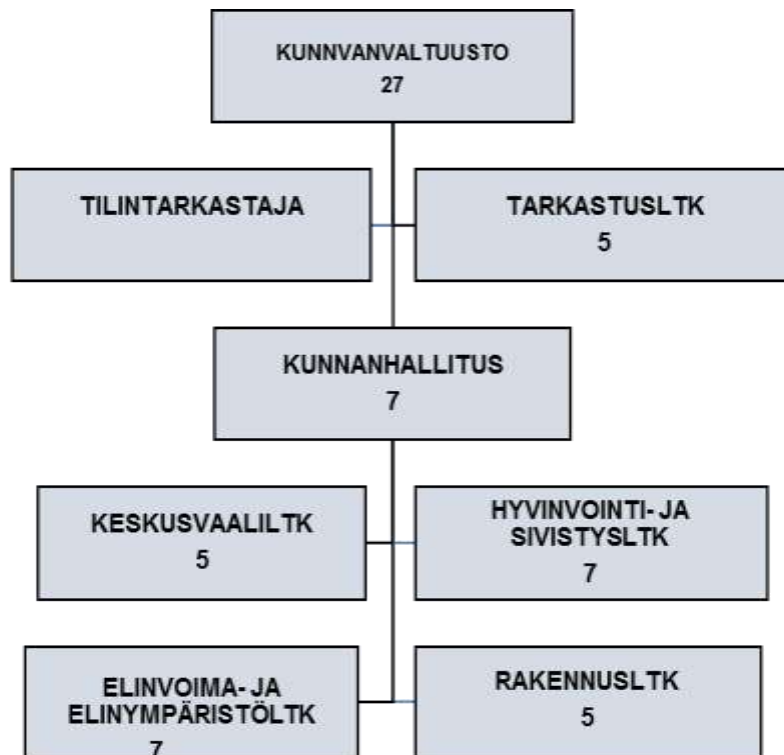 KUNNVANVALTUUSTO
27
TILINTARKASTAJA
TARKASTUSLTK
5
KUNNANHALLITUS
7
KESKUSVAALILTK
5
HYVINVOINTI- JA
SIVISTYSLTK
7
ELINVOIMA- JA
ELINYMPÄRISTÖLTK
7
RAKENNUSLTK
5